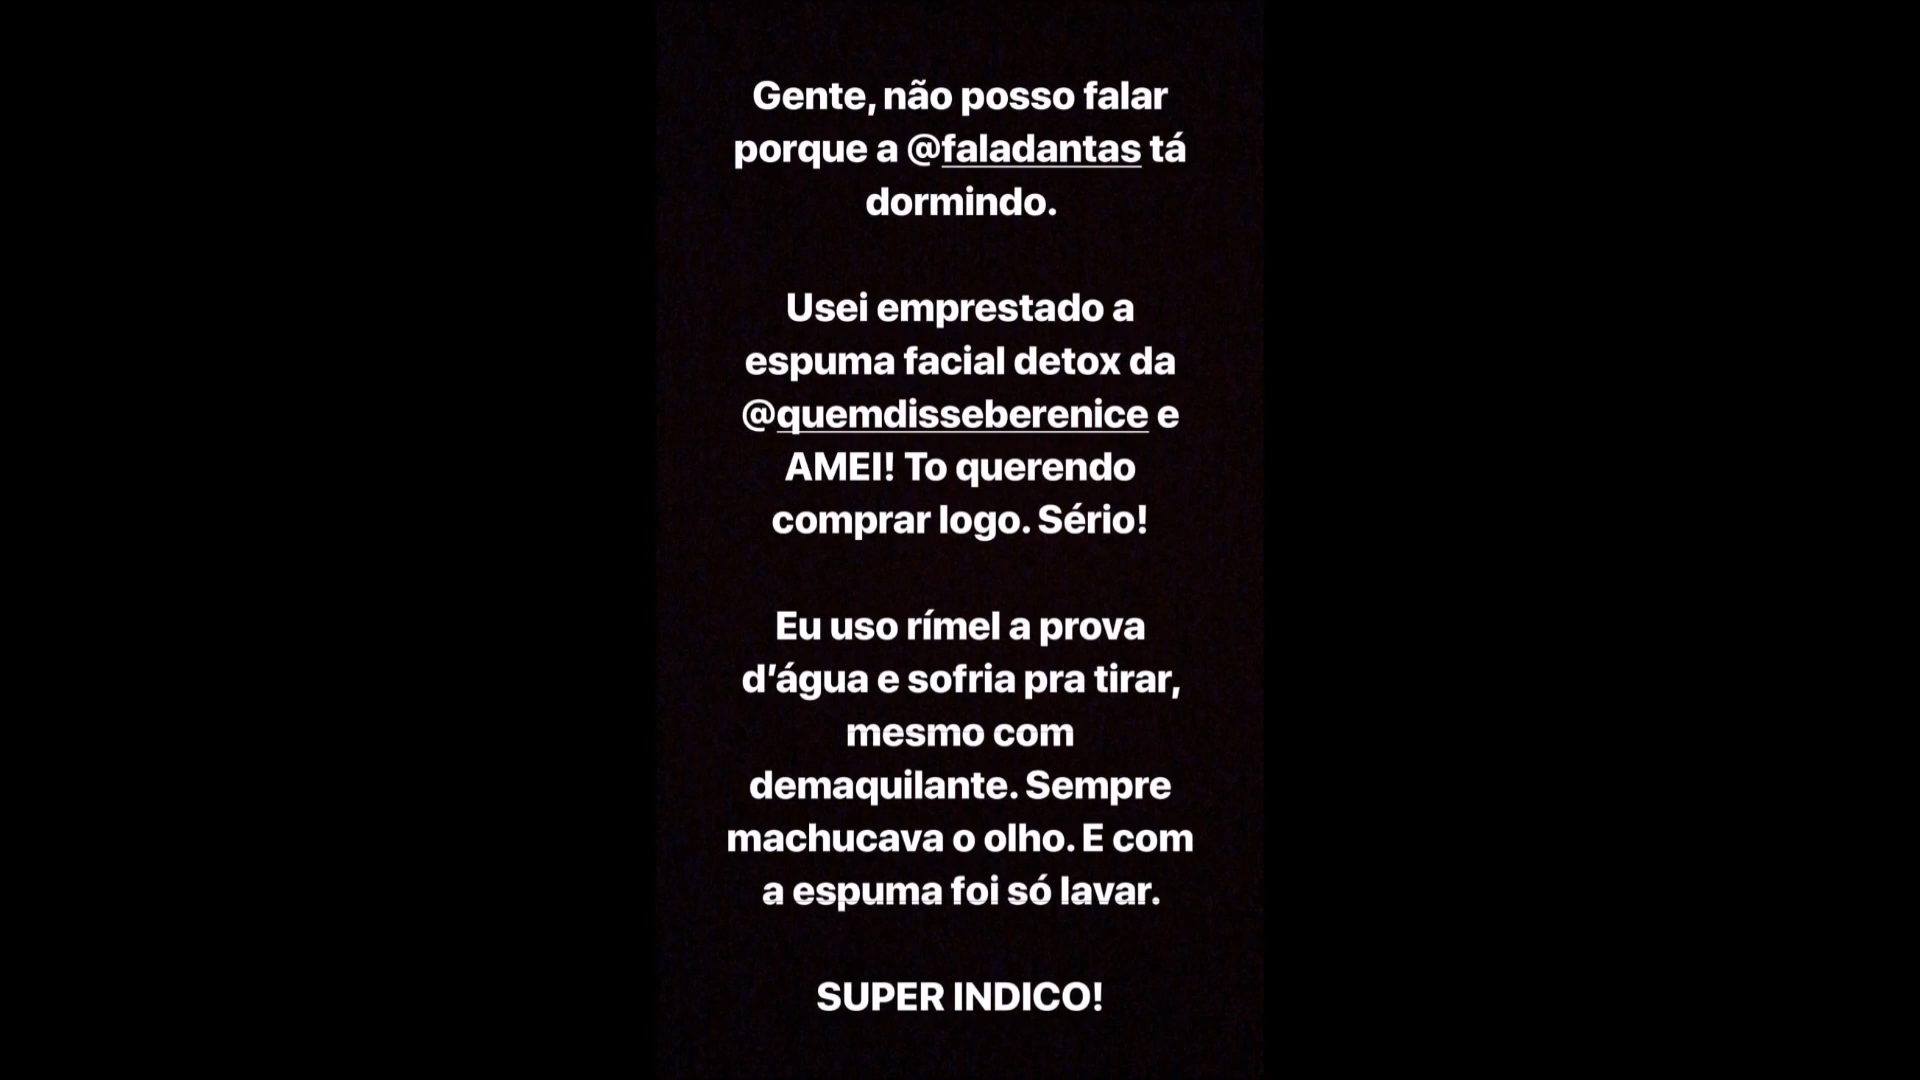 Gente, não posso falar
porque a @faladantas tá
dormindo.
Usei emprestado a
espuma facial detox da
@quemdisseberenice e
AMEI! To querendo
comprar logo. Sério!
Eu uso rímel a prova
d’água e sofria pra tirar,
mesmo com
demaquilante. Sempre
machucava o olho. E com
a espuma foi só lavar.
SUPER INDICO!